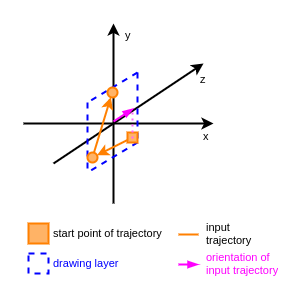 y
z
x
start point of trajectory
input
trajectory
drawing layer
orientation of
input trajectory